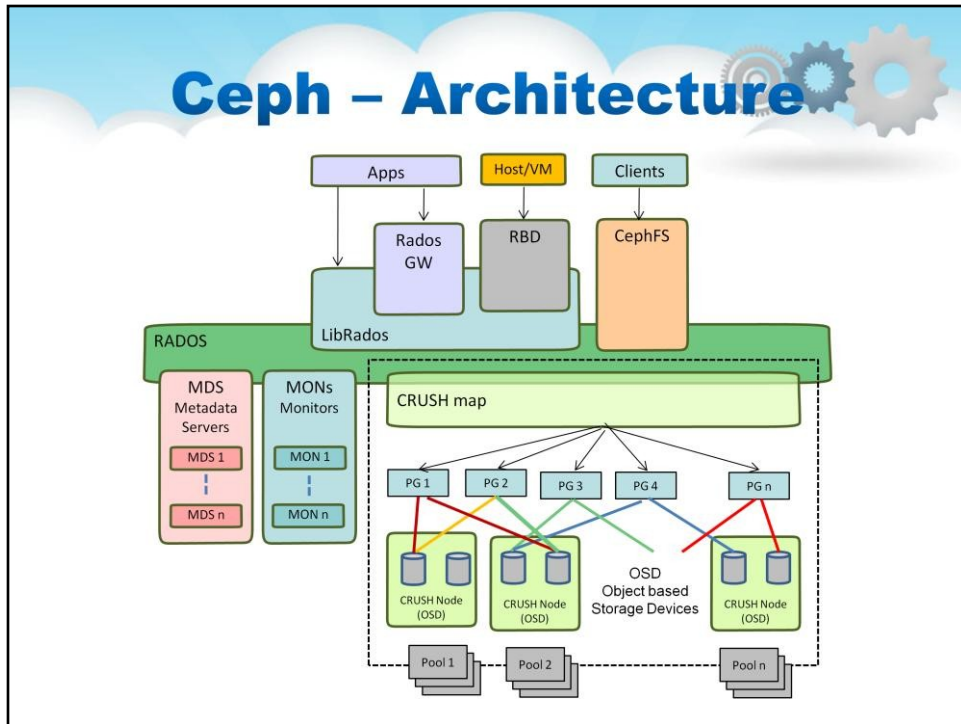 Ceph – Architecture
Apps
Host/VM
Clients
Rados
GW
RBD
CephFS
LibRados
RADOS
MDS
Metadata
Servers
MDS 1
MDS n
MONs
Monitors
MON 1
MON n
CRUSH map
PG 1
PG 2
PG 3
PG 4
PG n
CRUSH Node
(OSD)
CRUSH Node
(OSD)
OSD
Object based
Storage Devices
CRUSH Node
(OSD)
Pool 1
Pool 2
Pool n